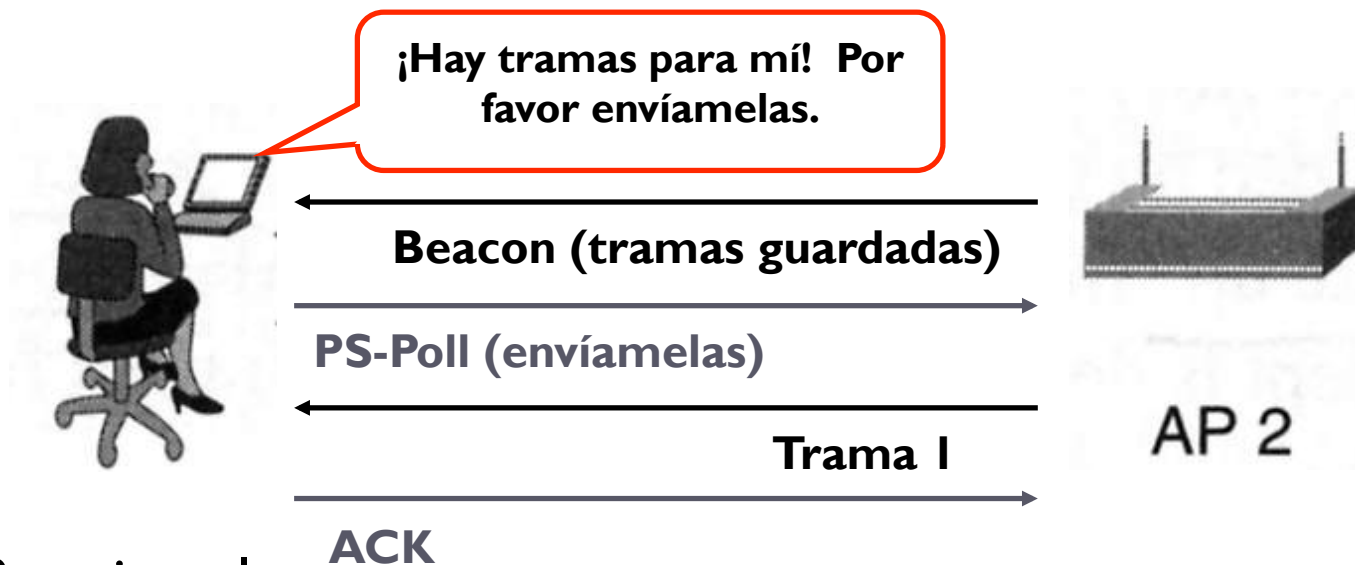 ¡Hay tramas para mí! Por
favor envíamelas.
Beacon (tramas guardadas)
PS-Poll (envíamelas)
Trama 1
AP 2
ACK